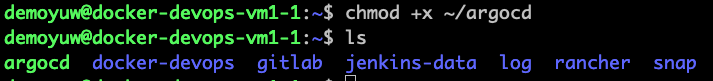 demoyuw@docker-devops-vm1-1:~$ chmod +x ~/argocd
demoyuw@docker-devops-vm1-1:~$ ls
argocd docker-devops gitlab jenkins-data log rancher snap